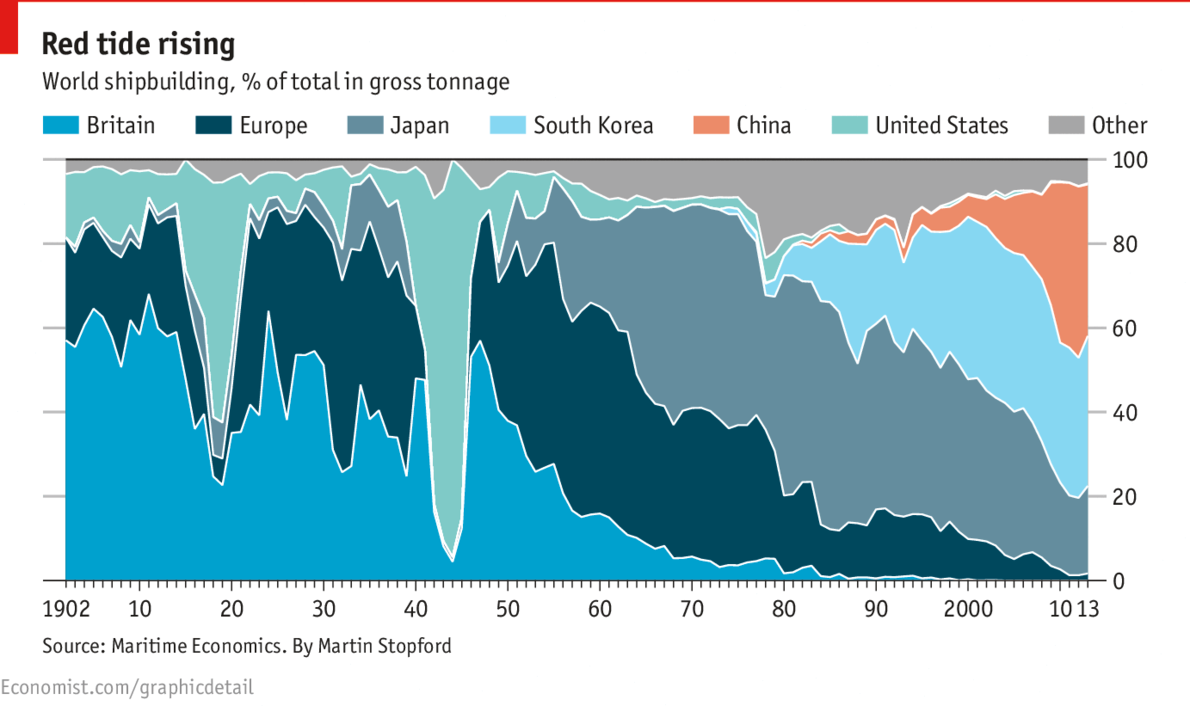 Red tide rising
World shipbuilding, % of total in gross tonnage
Britain Europe Japan South Korea China United States Other
100
80
60
40
20
0
1902 10 20 30 40 50 60 70 80 90 2000 10 13
Source: Maritime Economics. By Martin Stopford
Economist.com/graphicdetail